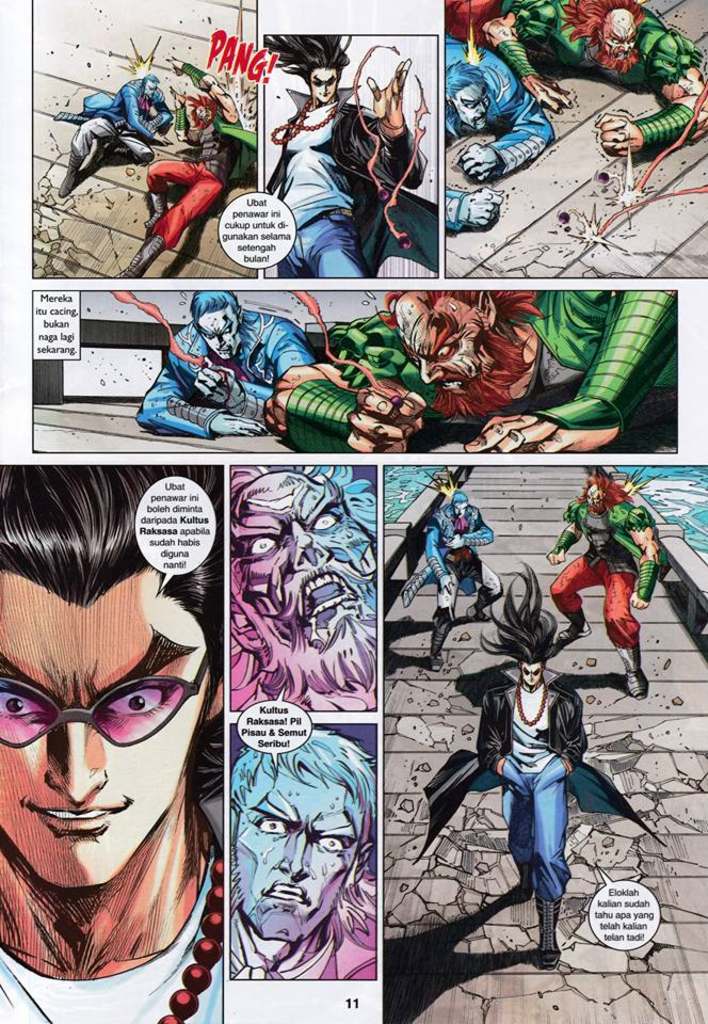 PANG!
Ubat
penawar ini
cukup untuk di-
gunakan selama
setengah
bulan!
Mereka
itu cacing,
bukan
naga lagi
sekarang.
Ubat
penawar ini
boleh diminta
daripada Kultus
Raksasa apabila
sudah habis
diguna
nanti!
Kultus
Raksasa! Pil
Pisau & Semut
Seribu!
Eloklah
kalian sudah
tahu apa yang
telah kalian
telan tadi!
11